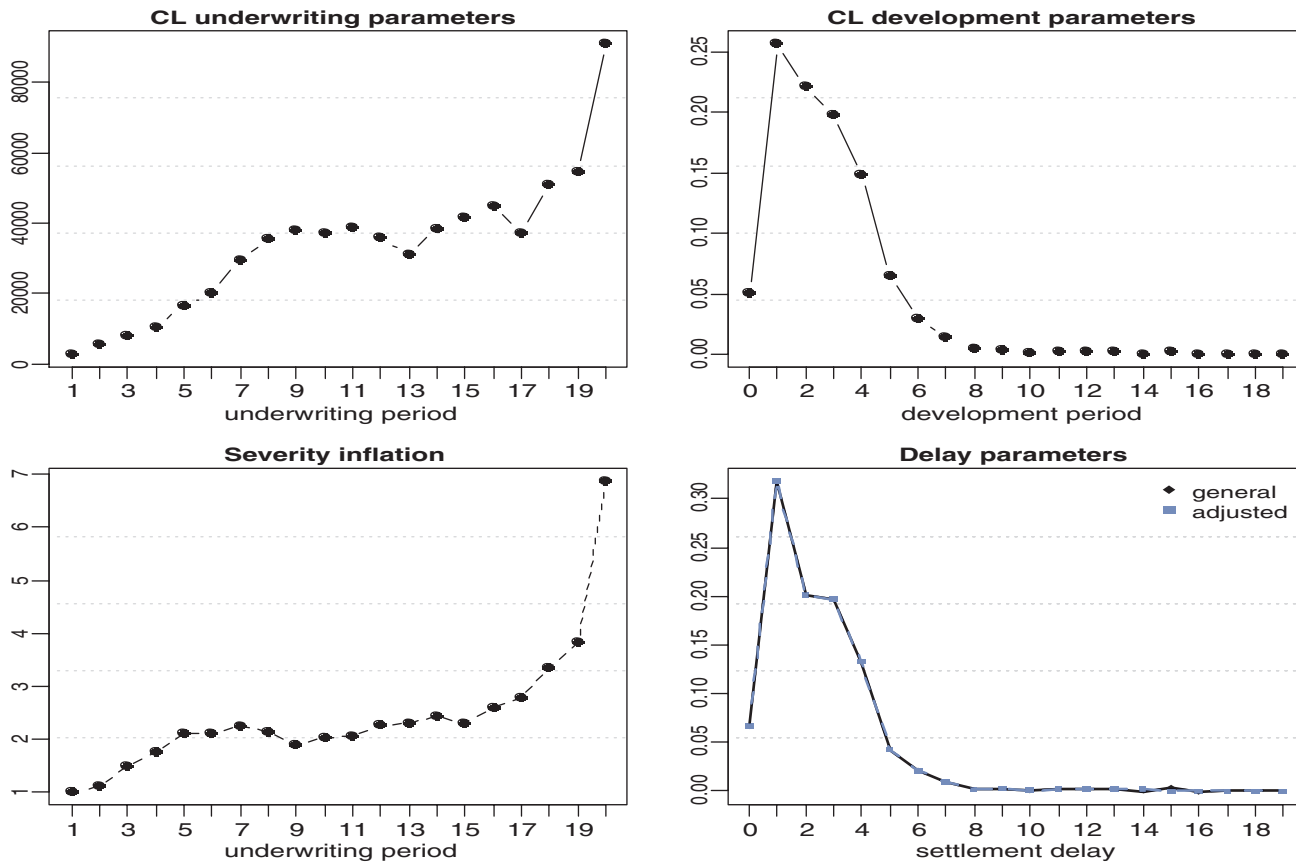 CL underwriting parameters
0 20000 40000 60000 80000
1 3 5 7 9 11 13 15 17 19
underwriting period
CL development parameters
0.00 0.05 0.10 0.15 0.20 0.25
0 2 4 6 8 10 12 14 16 18
development period
Severity inflation
1 2 3 4 5 6 7
1 3 5 7 9 11 13 15 17 19
underwriting period
Delay parameters
0.00 0.05 0.10 0.15 0.20 0.25 0.30
general
adjusted
0 2 4 6 8 10 12 14 16 18
settlement delay